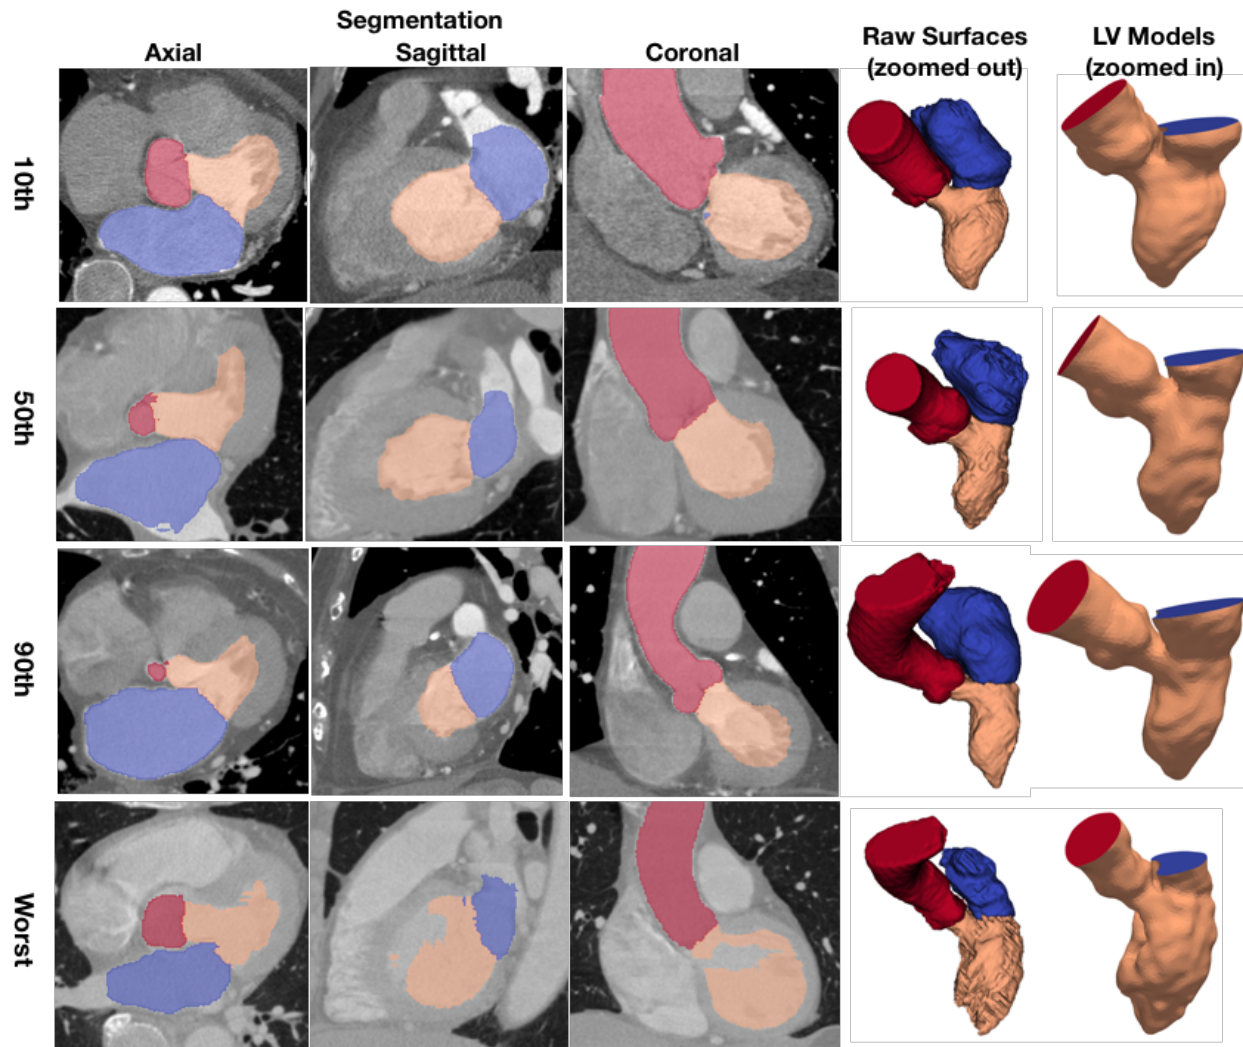 Segmentation
Axial
Sagittal
Coronal
Raw Surfaces
(zoomed out)
LV Models
(zoomed in)
10th
50th
90th
Worst